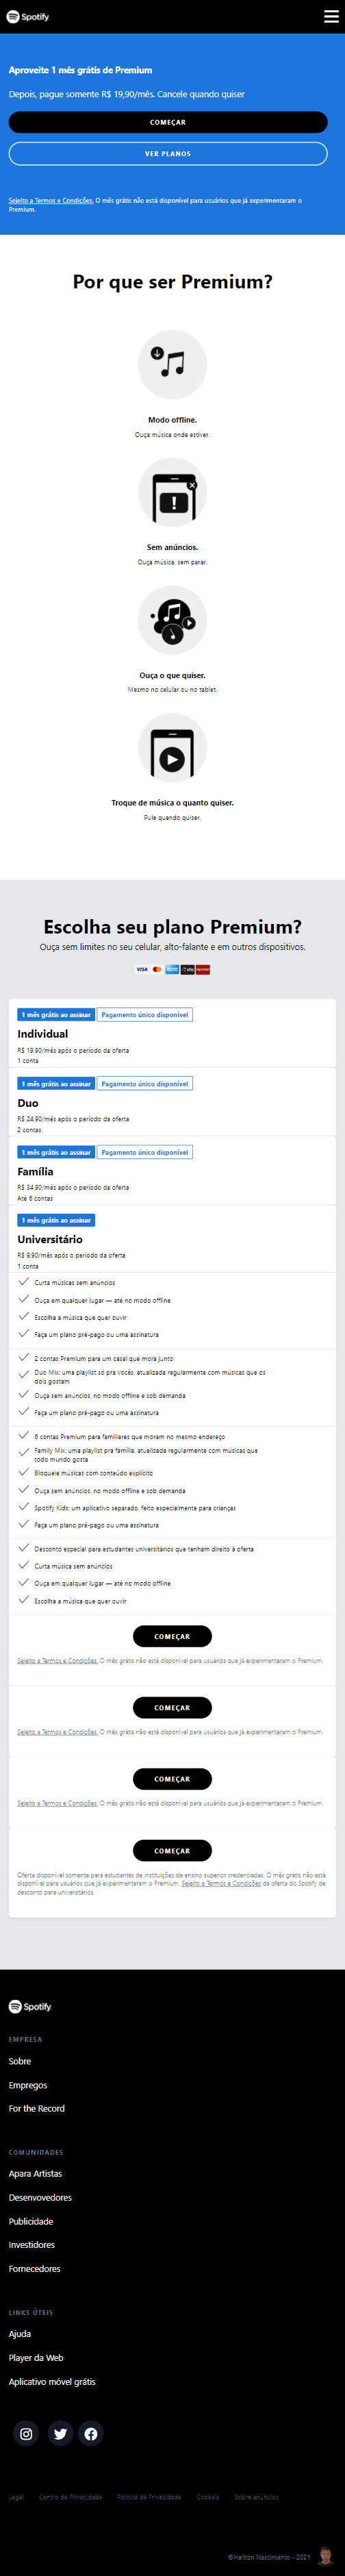 Spotify
Aproveite 1 mês grátis de Premium
Depois, pague somente R$ 19,90/mês. Cancele quando quiser
COMEÇAR
VER PLANOS
Sejeito a Termos e Condições. O mês grátis não está disponível para usuários que já experimentaram o
Premium.
Por que ser Premium?
Modo offline.
Ouça música onde estiver.
Sem anúncios.
Ouça música, sem parar.
Ouça o que quiser.
Mesmo no celular ou no tablet.
Troque de música o quanto quiser.
Pule quando quiser.
Escolha seu plano Premium?
Ouça sem limites no seu celular, alto-falante e em outros dispositivos.
VISA
1 mês grátis ao assinar Pagamento único disponível
Individual
R$ 19,90/mês após o período da oferta
1 conta
1 mês grátis ao assinar Pagamento único disponível
Duo
R$ 24,90/mês após o período da oferta
2 contas
1 mês grátis ao assinar Pagamento único disponível
Família
R$ 34,90/mês após o período da oferta
Até 6 contas
1 mês grátis ao assinar
Universitário
R$ 9,90/mês após o período da oferta
1 conta
Curta músicas sem anúncios
Ouça em qualquer lugar — até no modo offline
Escolha a música que quer ouvir
Faça um plano pré-pago ou uma assinatura
2 contas Premium para um casal que mora junto
Duo Mix: uma playlist só pra vocês, atualizada regularmente com músicas que os
dois gostam
Ouça sem anúncios, no modo offline e sob demanda
Faça um plano pré-pago ou uma assinatura
6 contas Premium para familiares que moram no mesmo endereço
Family Mix: uma playlist pra família, atualizada regularmente com músicas que
todo mundo gosta
Bloqueie músicas com conteúdo explícito
Ouça sem anúncios, no modo offline e sob demanda
Spotify Kids: um aplicativo separado, feito especialmente para crianças
Faça um plano pré-pago ou uma assinatura
Desconto especial para estudantes universitários que tenham direito à oferta
Curta música sem anúncios
Ouça em qualquer lugar — até no modo offline
Escolha a música que quer ouvir
COMEÇAR
Sejeito a Termos e Condições. O mês grátis não está disponível para usuários que já experimentaram o Premium.
COMEÇAR
Sejeito a Termos e Condições. O mês grátis não está disponível para usuários que já experimentaram o Premium.
COMEÇAR
Sejeito a Termos e Condições. O mês grátis não está disponível para usuários que já experimentaram o Premium.
COMEÇAR
Oferta disponível somente para estudantes de instituições de ensino superior credenciadas. O mês grátis não está
disponível para usuários que já experimentaram o Premium. Sejeito a Termos e Condições da oferta do Spotify de
desconto para universitários.
Spotify
EMPRESA
Sobre
Empregos
For the Record
COMUNIDADES
Apara Artistas
Desenvovedores
Publicidade
Investidores
Fornecedores
LINKS ÚTEIS
Ajuda
Player da Web
Aplicativo móvel grátis
Legal Centro de Privacidade Política de Privacidade Cookeis Sobre anúncios
©Hailton Nascimento - 2021